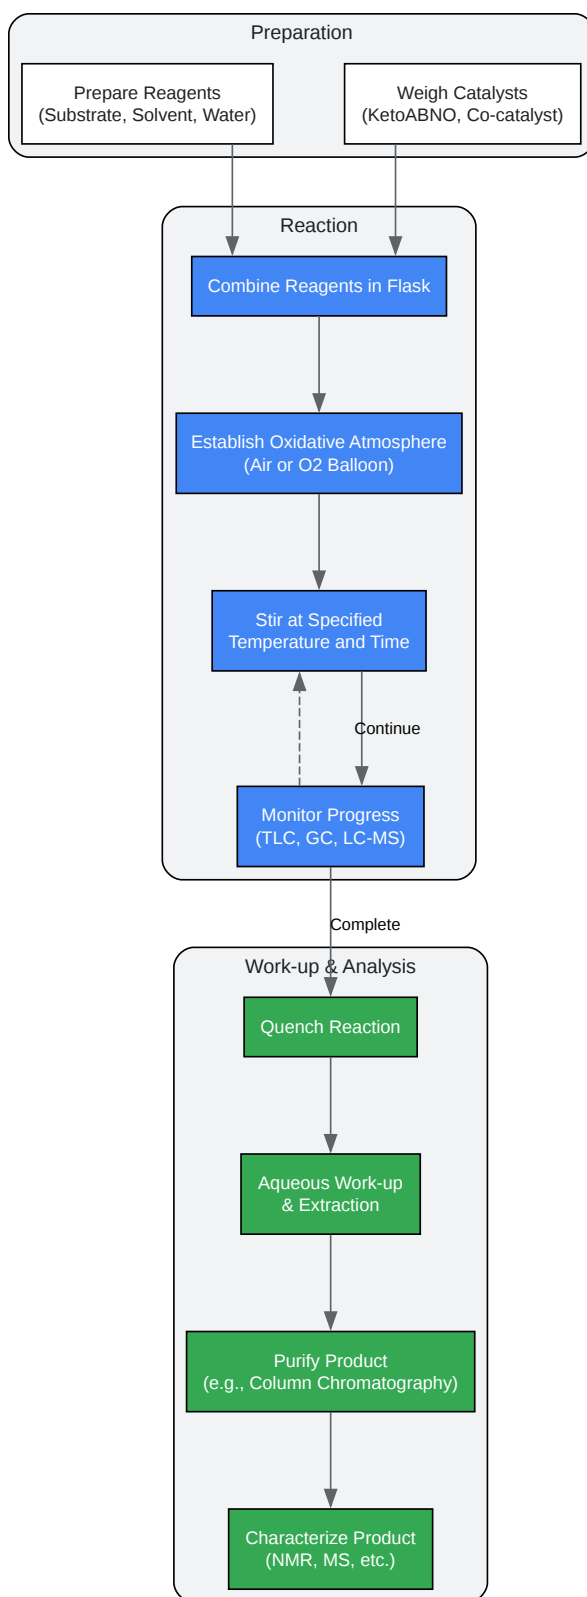 Preparation
Prepare Reagents
(Substrate, Solvent, Water)
Weigh Catalysts
(KetoABNO, Co-catalyst)
Reaction
Combine Reagents in Flask
Establish Oxidative Atmosphere
(Air or O2 Balloon)
Stir at Specified
Temperature and Time
Continue
Monitor Progress
(TLC, GC, LC-MS)
Complete
Work-up & Analysis
Quench Reaction
Aqueous Work-up
& Extraction
Purify Product
(e.g., Column Chromatography)
Characterize Product
(NMR, MS, etc.)